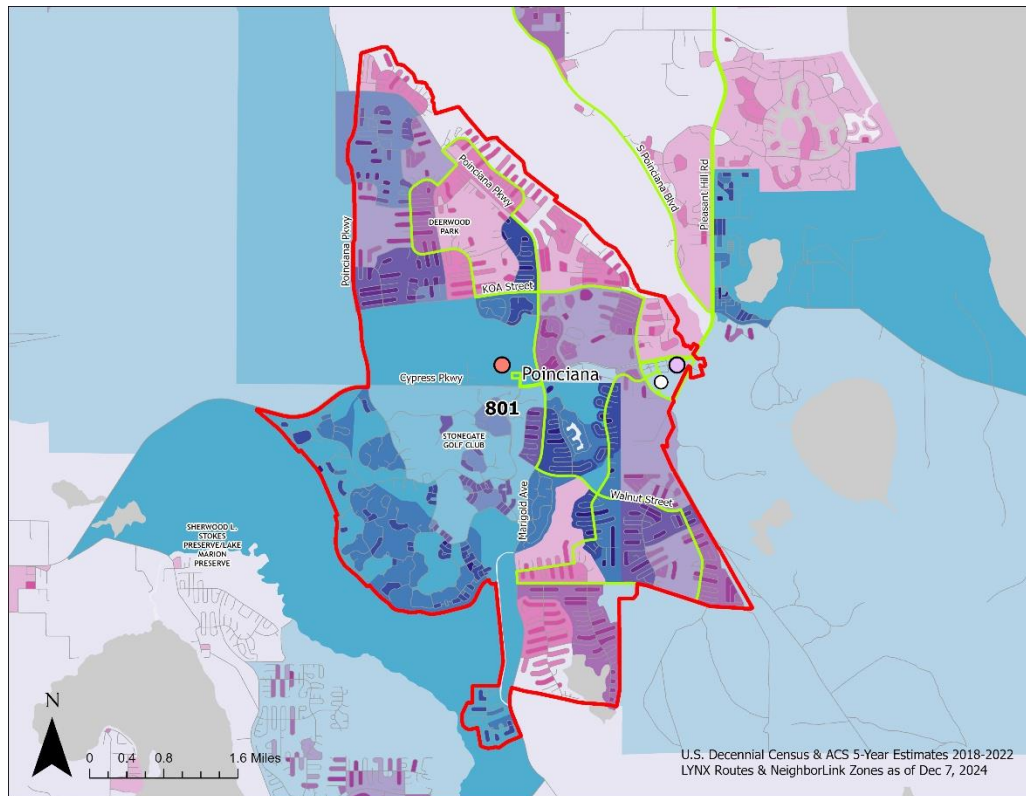 Poinciana Pkwy
S Poinciana Blvd
Pleasant Hill Rd
DEERWOOD
PARK
Poinciana Pkwy
KOA Street
Cypress Pkwy
Poinciana
801
STONEGATE
GOLF CLUB
Marigold Ave
Walnut Street
SHERWOOD L.
STOKES
PRESERVE/LAKE
MARION
PRESERVE
N
0 0.4 0.8 1.6 Miles
U.S. Decennial Census & ACS 5-Year Estimates 2018-2022
LYNX Routes & NeighborLink Zones as of Dec 7, 2024